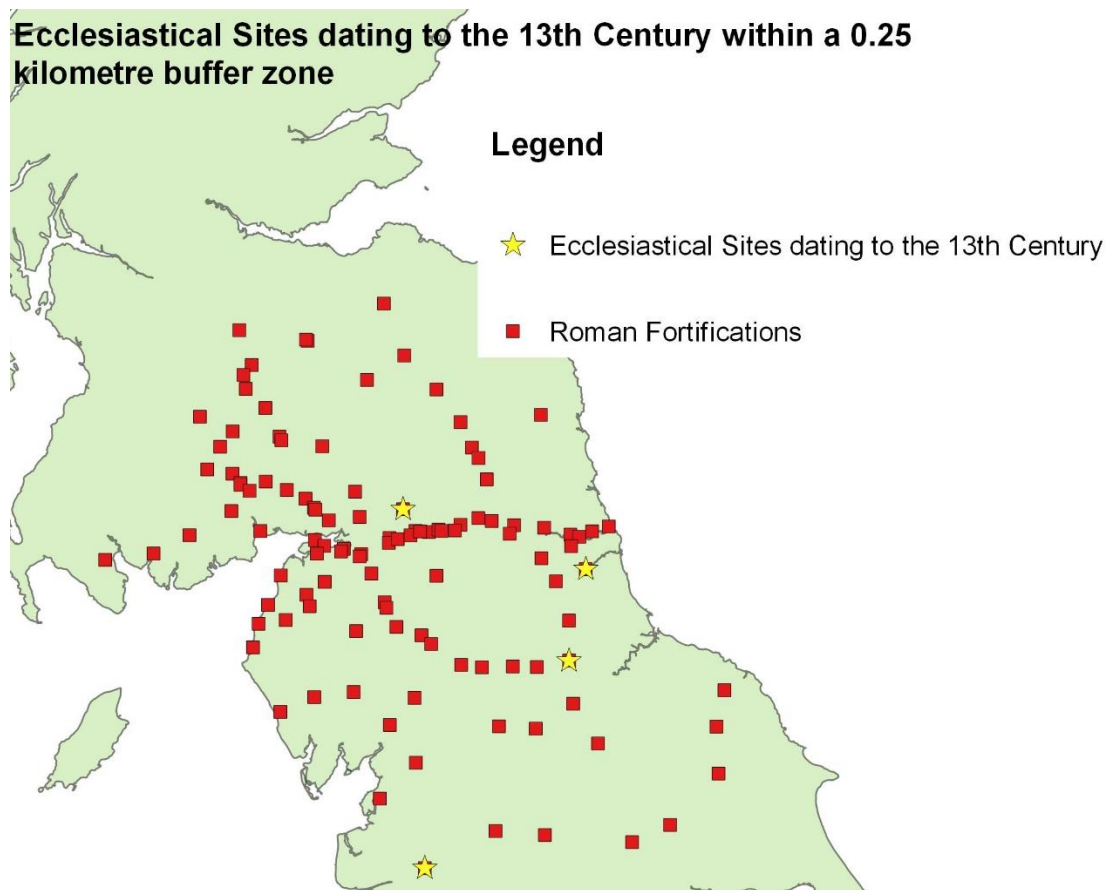 Ecclesiastical Sites dating to the 13th Century within a 0.25
kilometre buffer zone
Legend
Ecclesiastical Sites dating to the 13th Century
Roman Fortifications